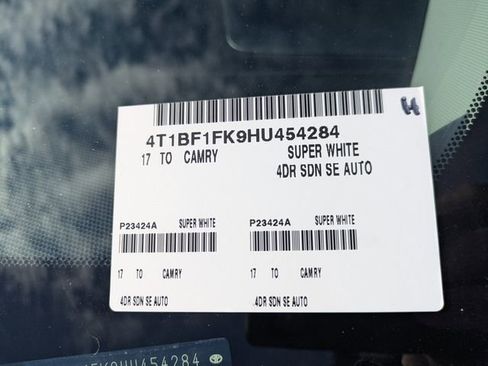 H
4T1BF1FK9HU454284
17 TO CAMRY SUPER WHITE
4DR SDN SE AUTO
P23424A SUPER WHITE P23424A SUPER WHITE
17 TO CAMRY 17 TO CAMRY
4DR SDN SE AUTO 4DR SDN SE AUTO
FK9HU454284